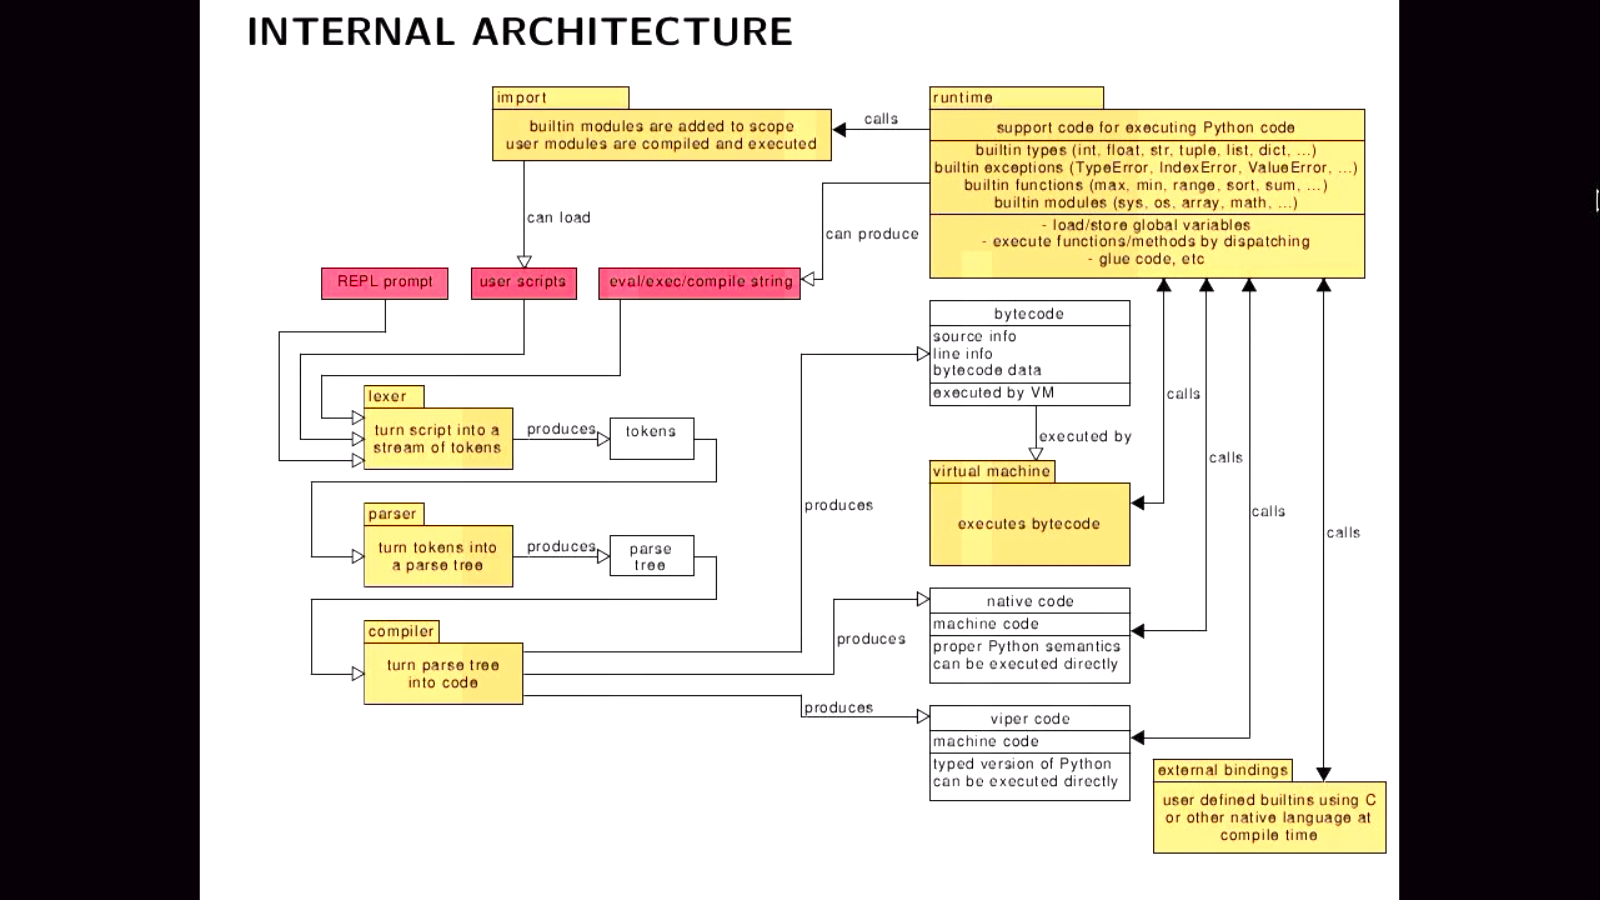 INTERNAL ARCHITECTURE
import
builtin modules are added to scope
user modules are compiled and executed
calls
runtime
support code for executing Python code
builtin types (int, float, str, tuple, list, dict, ...)
builtin exceptions (TypeError, IndexError, ValueError, ...)
builtin functions (max, min, range, sort, sum, ...)
builtin modules (sys, os, array, math, ...)
- load/store global variables
- execute functions/methods by dispatching
- glue code, etc
can load
can produce
REPL prompt
user scripts
eval/exec/compile string
bytecode
source info
line info
bytecode data
executed by VM
executed by
calls
calls
calls
calls
lexer
turn script into a
stream of tokens
produces
tokens
virtual machine
executes bytecode
produces
parser
turn tokens into
a parse tree
produces
parse
tree
compiler
turn parse tree
into code
produces
native code
machine code
proper Python semantics
can be executed directly
produces
viper code
machine code
typed version of Python
can be executed directly
external bindings
user defined builtins using C
or other native language at
compile time